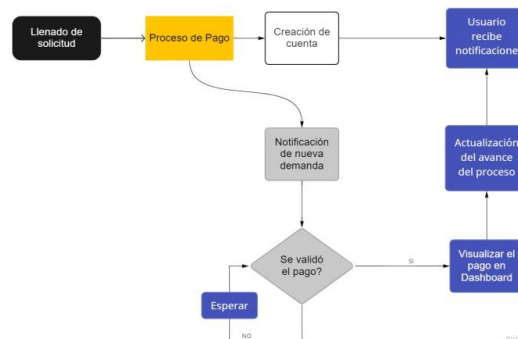 Llenado de
solicitud
Proceso de Pago
Creación de
cuenta
Usuario
recibe
notificacione
Notificación
de nueva
demanda
Actualización
del avance
del proceso
Se validó
el pago?
SI
Visualizar el
pago en
Dashboard
Esperar
NO